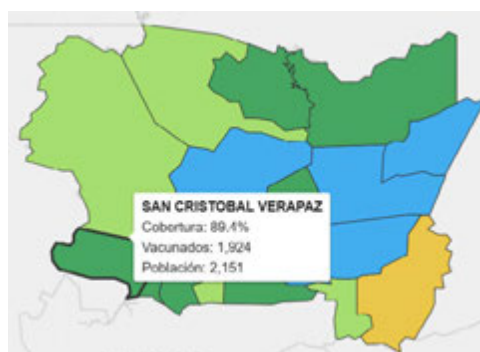 SAN CRISTOBAL VERAPAZ
Cobertura: 89.4%
Vacunados: 1,924
Población: 2,151